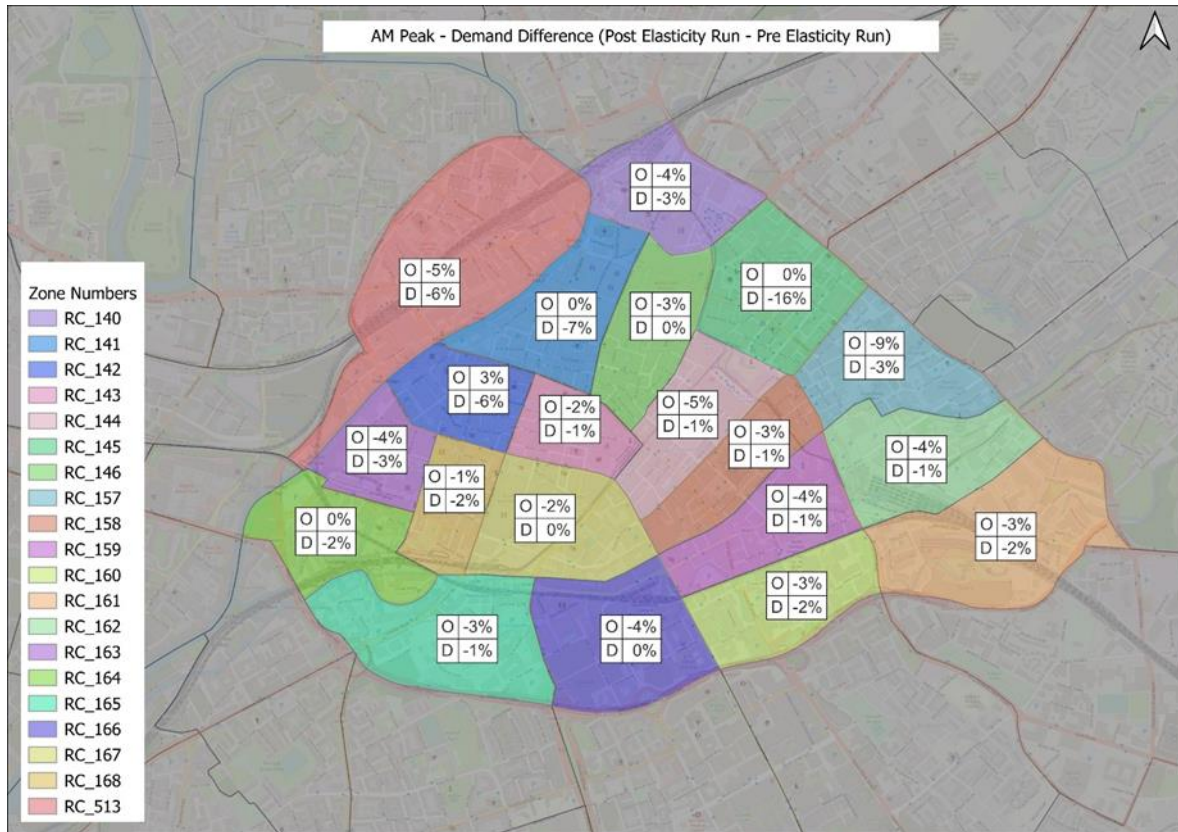 AM Peak - Demand Difference (Post Elasticity Run - Pre Elasticity Run)
O -4%
D -3%
O -5%
D -6%
O 0%
D -7%
O -3%
D 0%
O 0%
D -16%
O -9%
D -3%
O 3%
D -6%
O -2%
D -1%
O -5%
D -1%
O -3%
D -1%
O -4%
D -1%
O -4%
D -3%
O -1%
D -2%
O -2%
D 0%
O -4%
D -1%
O 0%
D -2%
O -3%
D -2%
O -3%
D -2%
O -3%
D -1%
O -4%
D 0%
Zone Numbers
RC_140
RC_141
RC_142
RC_143
RC_144
RC_145
RC_146
RC_157
RC_158
RC_159
RC_160
RC_161
RC_162
RC_163
RC_164
RC_165
RC_166
RC_167
RC_168
RC_513